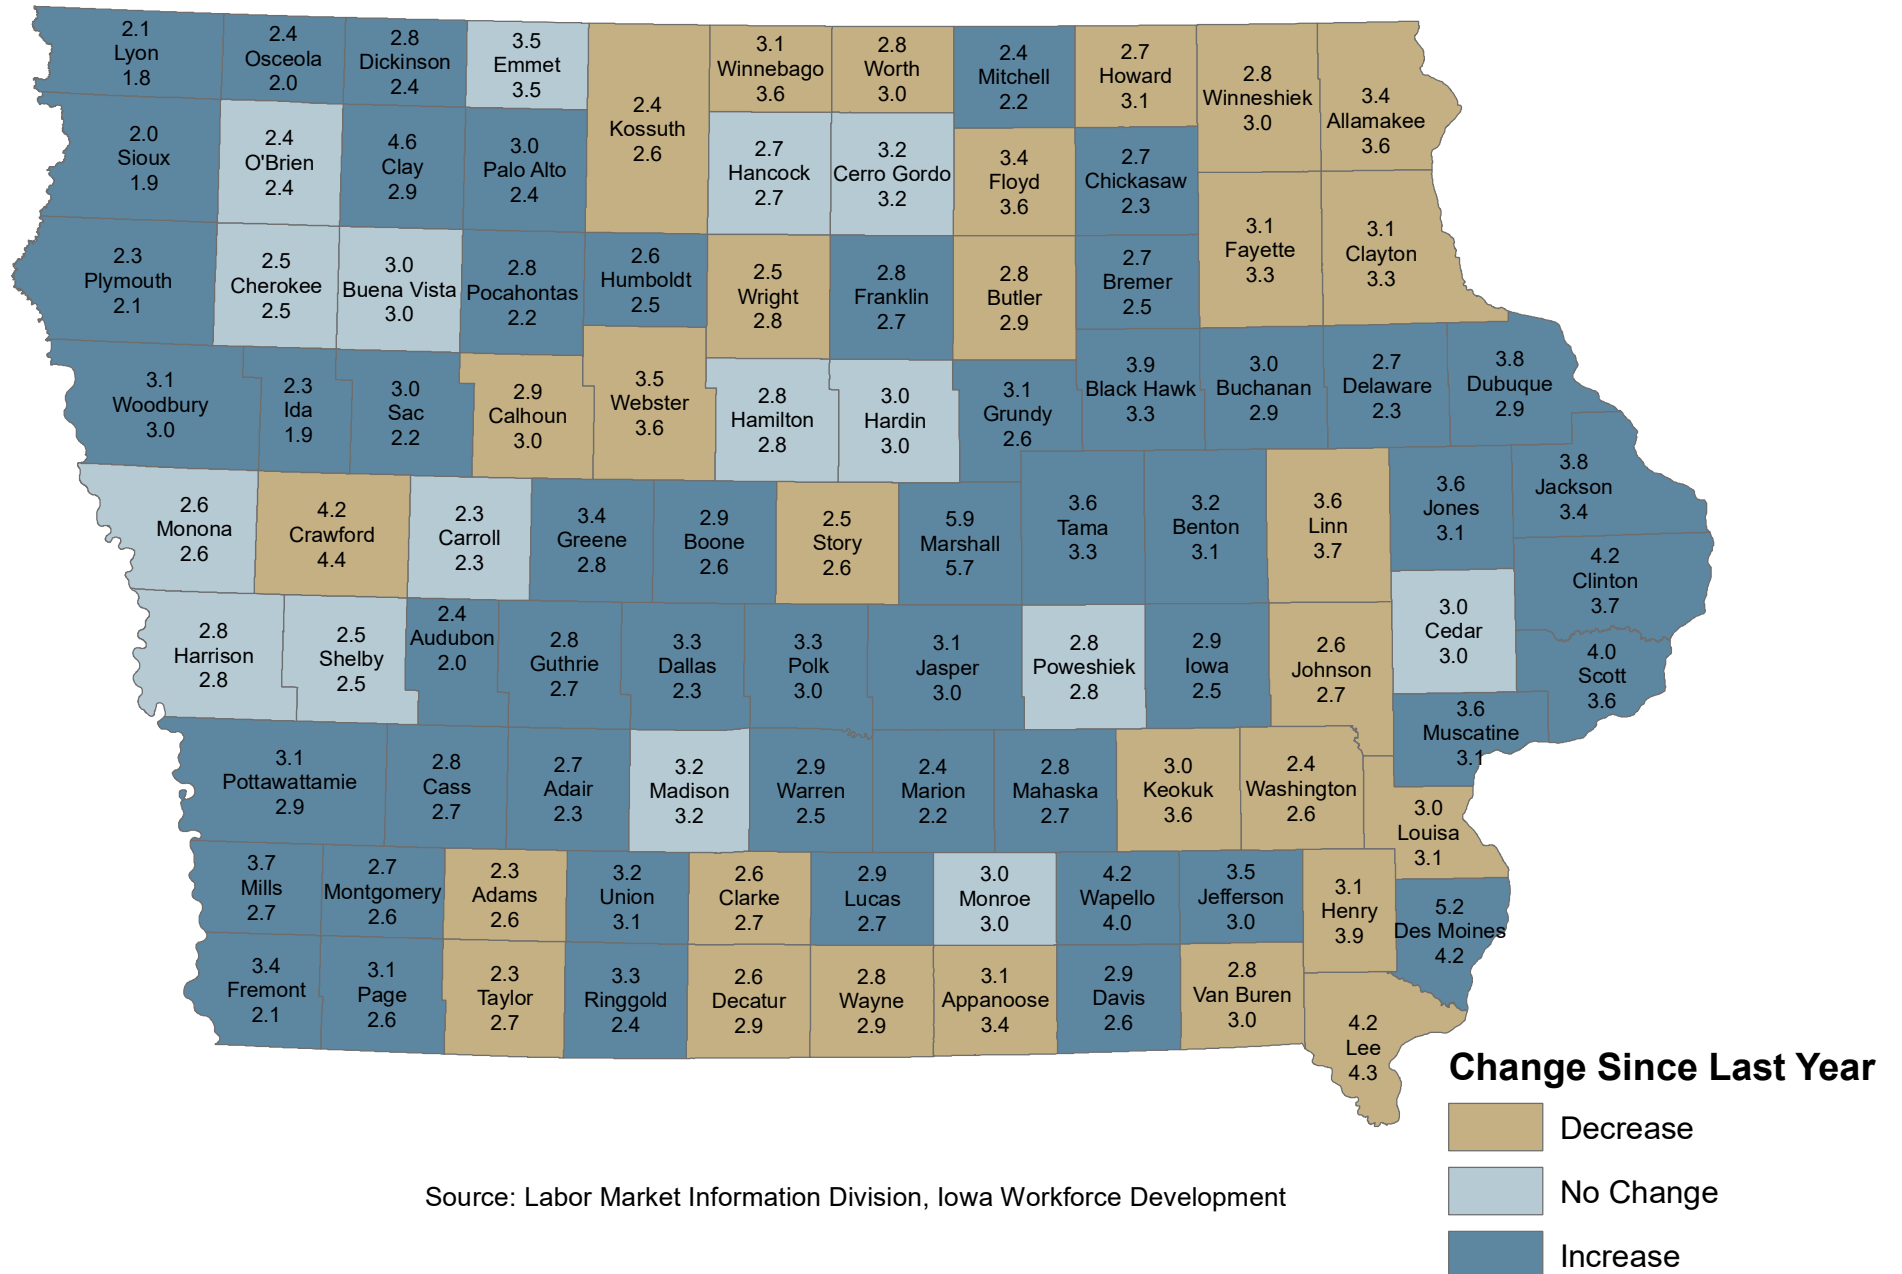 2.1
Lyon
1.8
2.4
Osceola
2.0
2.8
Dickinson
2.4
3.5
Emmet
3.5
2.4
Kossuth
2.6
3.1
Winnebago
3.6
2.8
Worth
3.0
2.4
Mitchell
2.2
2.7
Howard
3.1
2.8
Winneshiek
3.0
3.4
Allamakee
3.6
2.0
Sioux
1.9
2.4
O'Brien
2.4
4.6
Clay
2.9
3.0
Palo Alto
2.4
2.7
Hancock
2.7
3.2
Cerro Gordo
3.2
3.4
Floyd
3.6
2.7
Chickasaw
2.3
3.1
Fayette
3.3
3.1
Clayton
3.3
2.3
Plymouth
2.1
2.5
Cherokee
2.5
3.0
Buena Vista
3.0
2.8
Pocahontas
2.2
2.6
Humboldt
2.5
2.5
Wright
2.8
2.8
Franklin
2.7
2.8
Butler
2.9
2.7
Bremer
2.5
3.1
Woodbury
3.0
2.3
Ida
1.9
3.0
Sac
2.2
2.9
Calhoun
3.0
3.5
Webster
3.6
2.8
Hamilton
2.8
3.0
Hardin
3.0
3.1
Grundy
2.6
3.9
Black Hawk
3.3
3.0
Buchanan
2.9
2.7
Delaware
2.3
3.8
Dubuque
2.9
2.6
Monona
2.6
4.2
Crawford
4.4
2.3
Carroll
2.3
3.4
Greene
2.8
2.9
Boone
2.6
2.5
Story
2.6
5.9
Marshall
5.7
3.6
Tama
3.3
3.2
Benton
3.1
3.6
Linn
3.7
3.6
Jones
3.1
3.8
Jackson
3.4
4.2
Clinton
3.7
2.8
Harrison
2.8
2.5
Shelby
2.5
2.4
Audubon
2.0
2.8
Guthrie
2.7
3.3
Dallas
2.3
3.3
Polk
3.0
3.1
Jasper
3.0
2.8
Poweshiek
2.8
2.9
Iowa
2.5
2.6
Johnson
2.7
3.0
Cedar
3.0
4.0
Scott
3.6
3.6
Muscatine
3.1
3.1
Pottawattamie
2.9
2.8
Cass
2.7
2.7
Adair
2.3
3.2
Madison
3.2
2.9
Warren
2.5
2.4
Marion
2.2
2.8
Mahaska
2.7
3.0
Keokuk
3.6
2.4
Washington
2.6
3.0
Louisa
3.1
3.7
Mills
2.7
2.7
Montgomery
2.6
2.3
Adams
2.6
3.2
Union
3.1
2.6
Clarke
2.7
2.9
Lucas
2.7
3.0
Monroe
3.0
4.2
Wapello
4.0
3.5
Jefferson
3.0
3.1
Henry
3.9
5.2
Des Moines
4.2
3.4
Fremont
2.1
3.1
Page
2.6
2.3
Taylor
2.7
3.3
Ringgold
2.4
2.6
Decatur
2.9
2.8
Wayne
2.9
3.1
Appanoose
3.4
2.9
Davis
2.6
2.8
Van Buren
3.0
4.2
Lee
4.3
Change Since Last Year
Decrease
No Change
Increase
Source: Labor Market Information Division, Iowa Workforce Development